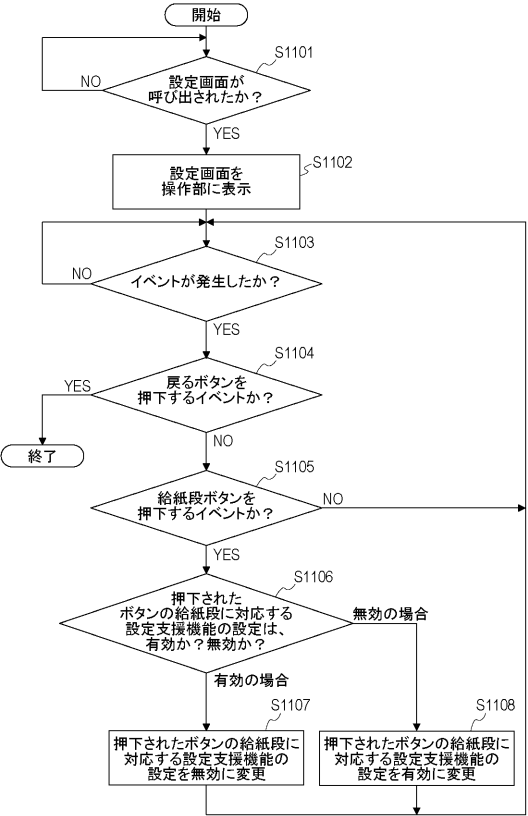 開始
S1101
設定画面が
呼び出されたか？
NO
YES
S1102
設定画面を
操作部に表示
S1103
イベントが発生したか？
NO
YES
S1104
戻るボタンを
押下するイベントか？
YES
NO
終了
S1105
給紙段ボタンを
押下するイベントか？
NO
YES
S1106
押下された
ボタンの給紙段に対応する
設定支援機能の設定は、
有効か？無効か？
無効の場合
有効の場合
S1107
押下されたボタンの給紙段に
対応する設定支援機能の
設定を無効に変更
S1108
押下されたボタンの給紙段に
対応する設定支援機能の
設定を有効に変更